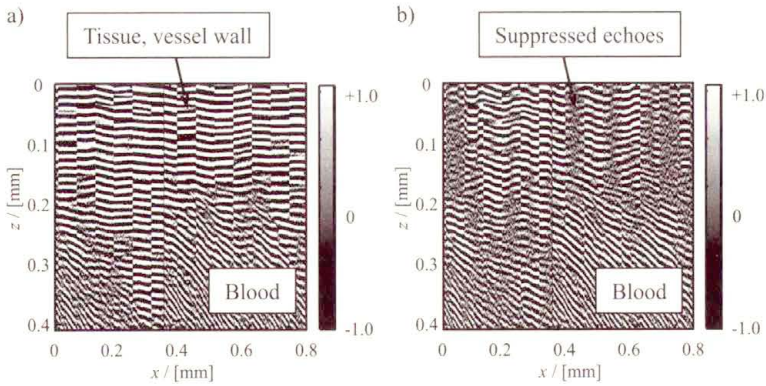 a)
Tissue, vessel wall
0
0.1
0.2
0.3
0.4
z / [mm]
0
0.2
0.4
0.6
0.8
x / [mm]
+1.0
0
-1.0
Blood
b)
Suppressed echoes
0
0.1
0.2
0.3
0.4
z / [mm]
0
0.2
0.4
0.6
0.8
x / [mm]
+1.0
0
-1.0
Blood